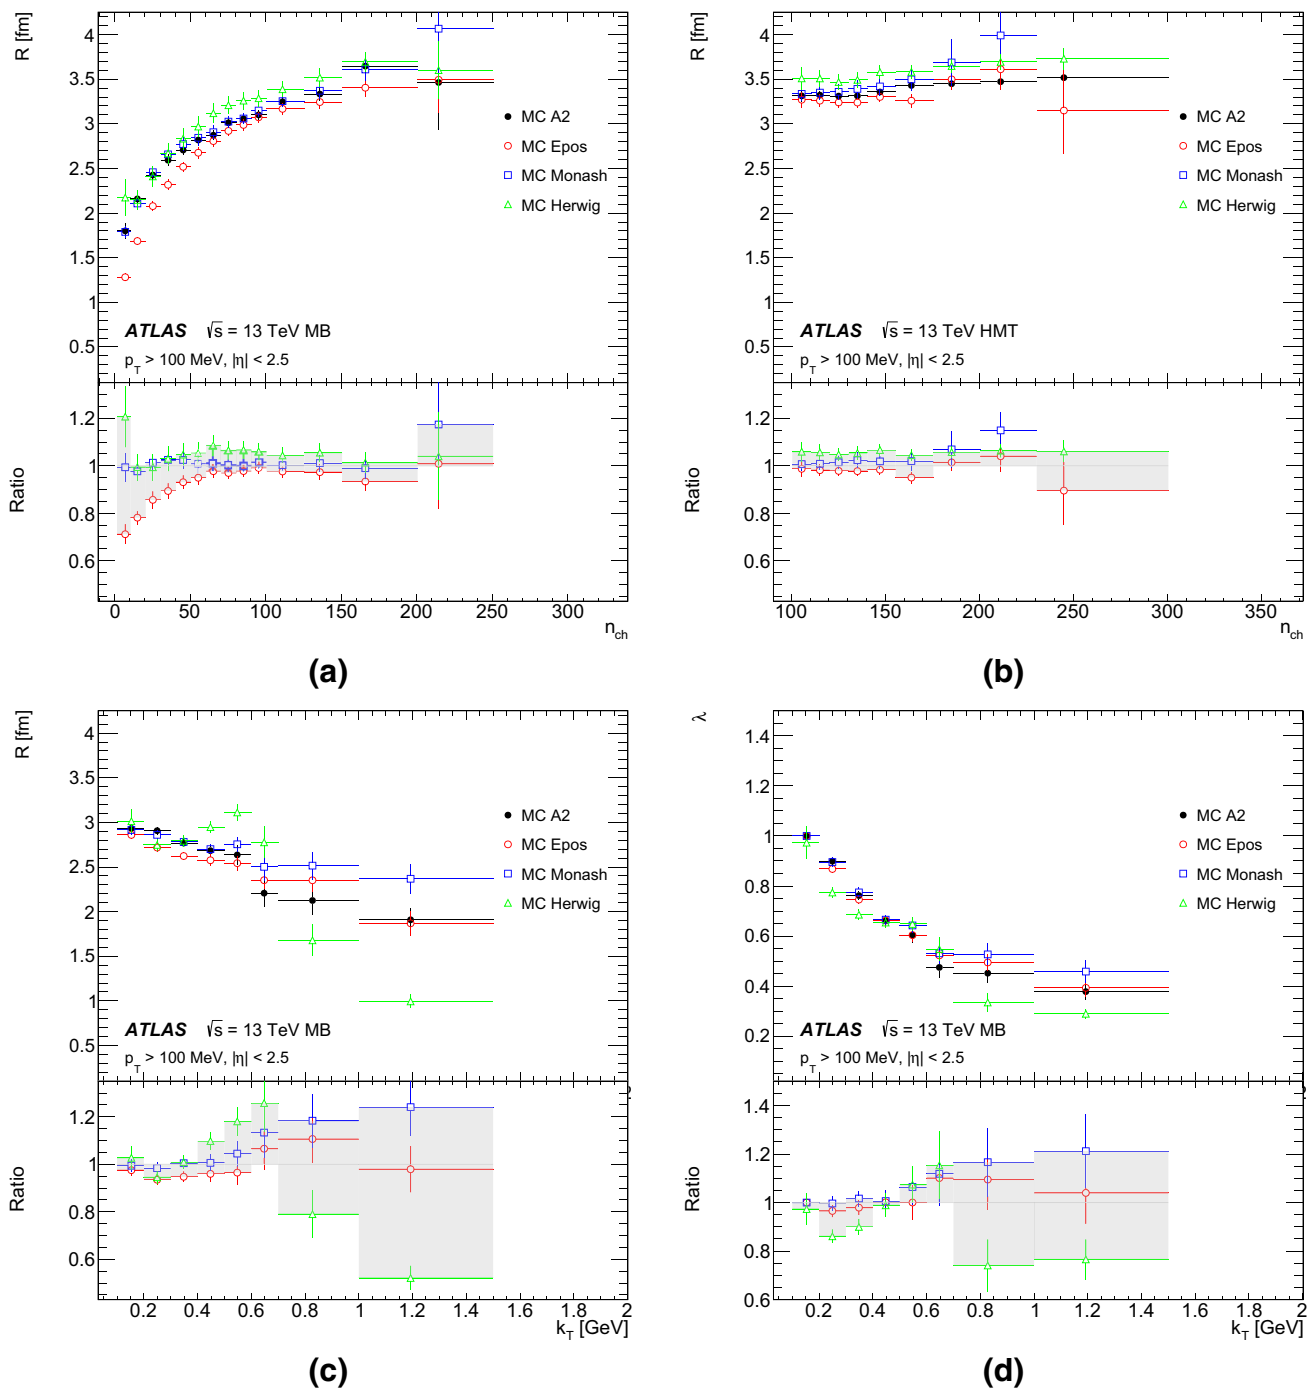 R [fm]
4
3.5
3
2.5
2
1.5
1
0.5
MC A2
MC Epos
MC Monash
MC Herwig
ATLAS √s = 13 TeV MB
p_T > 100 MeV, |η| < 2.5
Ratio
1.2
1
0.8
0.6
0 50 100 150 200 250 300
n_ch
(a)
R [fm]
4
3.5
3
2.5
2
1.5
1
0.5
MC A2
MC Epos
MC Monash
MC Herwig
ATLAS √s = 13 TeV HMT
p_T > 100 MeV, |η| < 2.5
Ratio
1.2
1
0.8
0.6
100 150 200 250 300 350
n_ch
(b)
R [fm]
4
3.5
3
2.5
2
1.5
1
0.5
MC A2
MC Epos
MC Monash
MC Herwig
ATLAS √s = 13 TeV MB
p_T > 100 MeV, |η| < 2.5
Ratio
1.2
1
0.8
0.6
0.2 0.4 0.6 0.8 1 1.2 1.4 1.6 1.8 2
k_T [GeV]
(c)
λ
1.4
1.2
1
0.8
0.6
0.4
0.2
MC A2
MC Epos
MC Monash
MC Herwig
ATLAS √s = 13 TeV MB
p_T > 100 MeV, |η| < 2.5
Ratio
1.4
1.2
1
0.8
0.6
0.2 0.4 0.6 0.8 1 1.2 1.4 1.6 1.8 2
k_T [GeV]
(d)